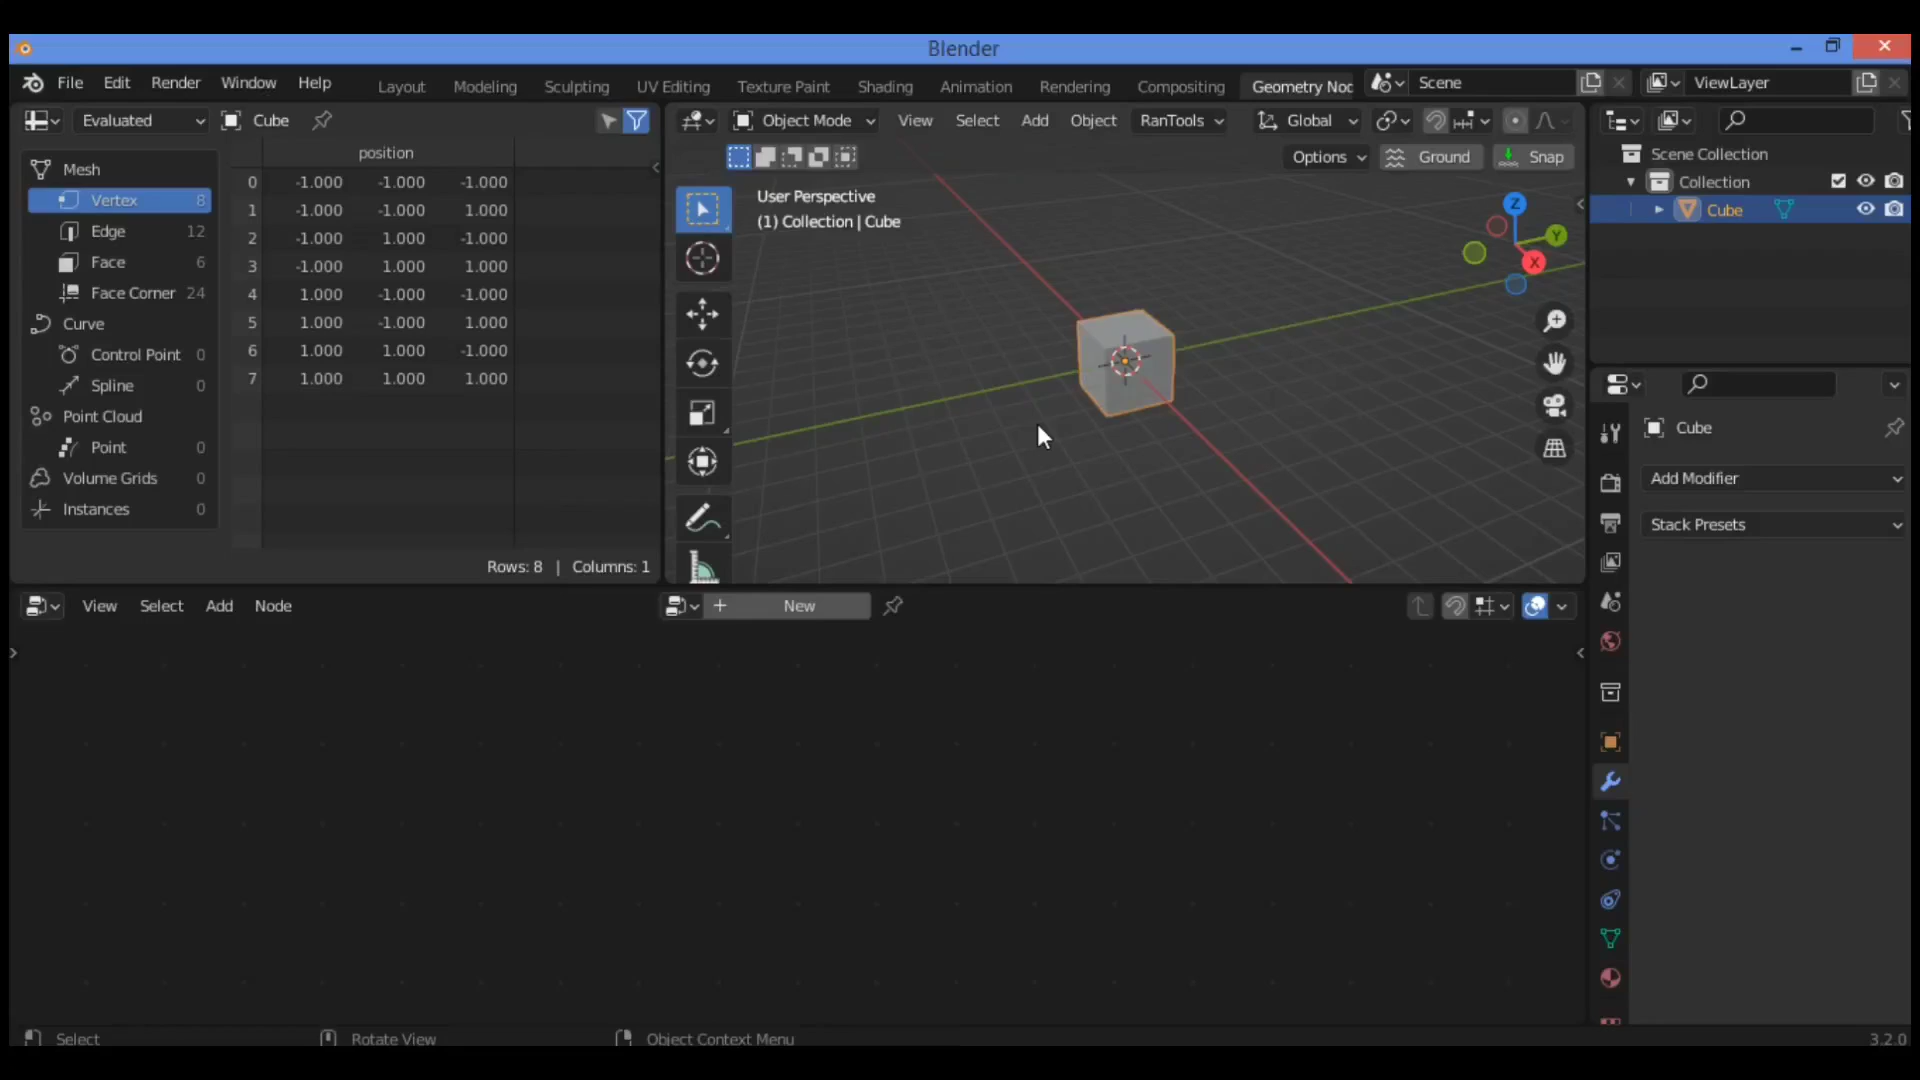 Blender
File Edit Render Window Help Layout Modeling Sculpting UV Editing Texture Paint Shading Animation Rendering Compositing Geometry Noc Scene ViewLayer
Evaluated Cube
Object Mode View Select Add Object RanTools Global
Options Ground Snap
Mesh
Vertex 8
Edge 12
Face 6
Face Corner 24
Curve
Control Point 0
Spline 0
Point Cloud
Point 0
Volume Grids 0
Instances 0
position
0 -1.000 -1.000 -1.000
1 -1.000 -1.000 1.000
2 -1.000 1.000 -1.000
3 -1.000 1.000 1.000
4 1.000 -1.000 -1.000
5 1.000 -1.000 1.000
6 1.000 1.000 -1.000
7 1.000 1.000 1.000
Rows: 8 | Columns: 1
User Perspective
(1) Collection | Cube
Z
Y
X
Scene Collection
Collection
Cube
Cube
Add Modifier
Stack Presets
View Select Add Node New
Select Rotate View Object Context Menu 3.2.0